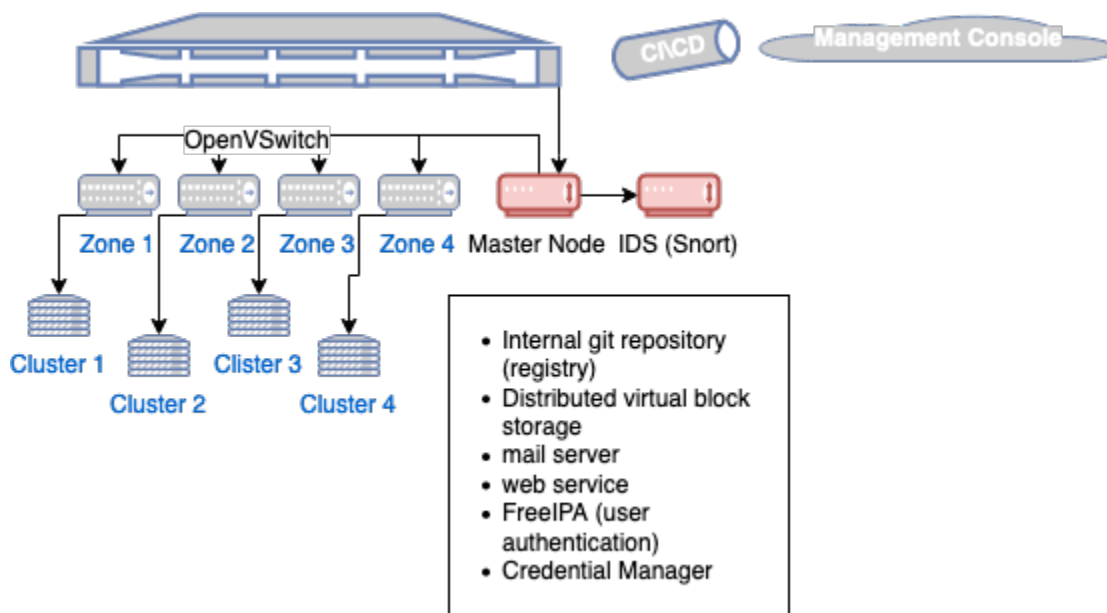 CI\CD
Management Console
OpenVSwitch
Zone 1
Zone 2
Zone 3
Zone 4
Master Node
IDS (Snort)
Cluster 1
Cluster 2
Clister 3
Cluster 4
• Internal git repository
(registry)
• Distributed virtual block
storage
• mail server
• web service
• FreeIPA (user
authentication)
• Credential Manager